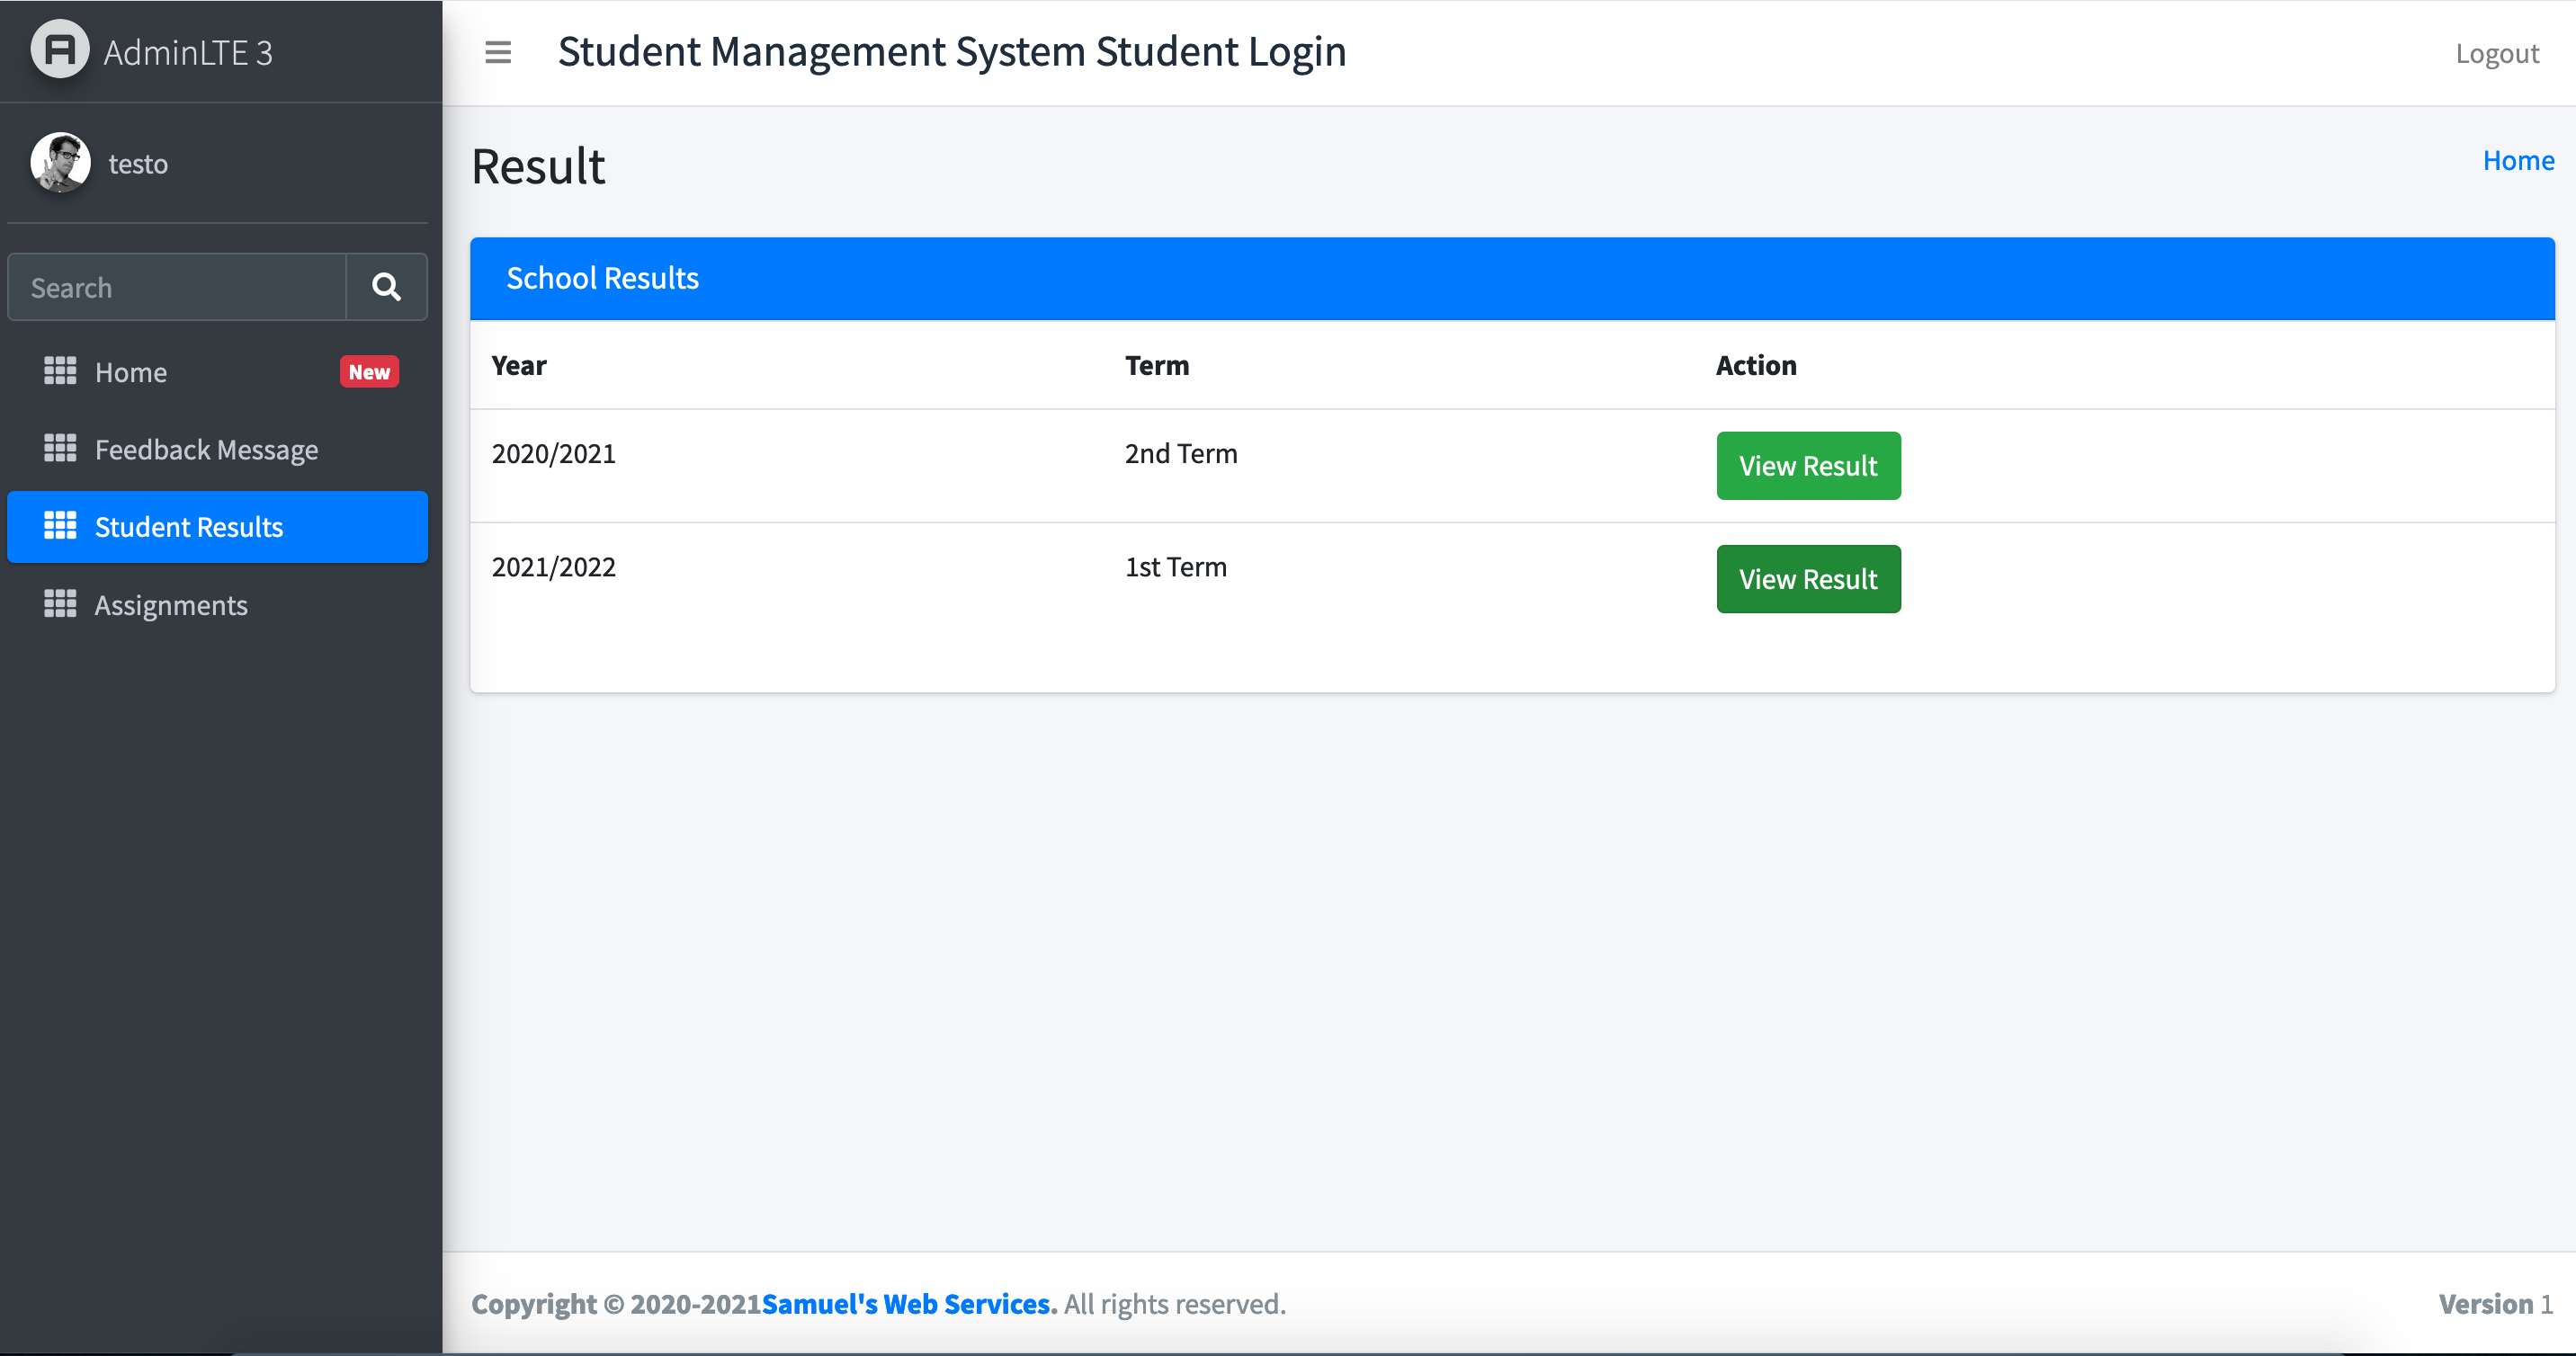 AdminLTE 3
testo
Search
Home New
Feedback Message
Student Results
Assignments
Student Management System Student Login
Logout
Result
Home
School Results
Year Term Action
2020/2021 2nd Term View Result
2021/2022 1st Term View Result
Copyright © 2020-2021Samuel's Web Services. All rights reserved.
Version 1